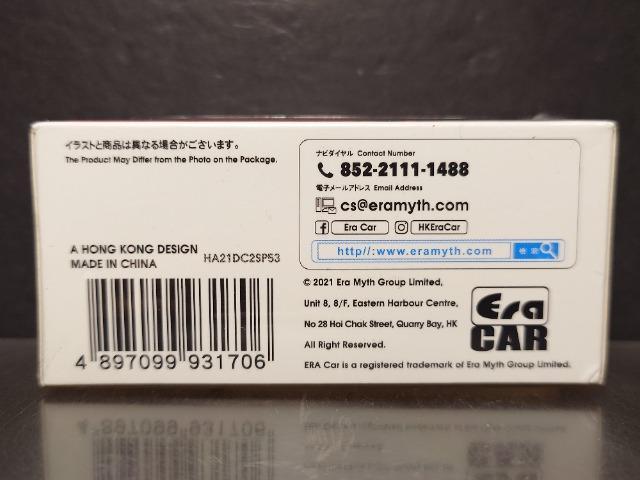 イラストと商品は異なる場合がございます。
The Product May Differ from the Photo on the Package.
ナビダイヤル Contact Number
852-2111-1488
電子メールアドレス Email Address
cs@eramyth.com
Era Car
HKEraCar
http//:www.eramyth.com 検索
A HONG KONG DESIGN
MADE IN CHINA
HA21DC2SP53
4 897099 931706
© 2021 Era Myth Group Limited,
Unit 8, 8/F, Eastern Harbour Centre,
No 28 Hoi Chak Street, Quarry Bay, HK
All Right Reserved.
ERA Car is a registered trademark of Era Myth Group Limited.
Era
CAR